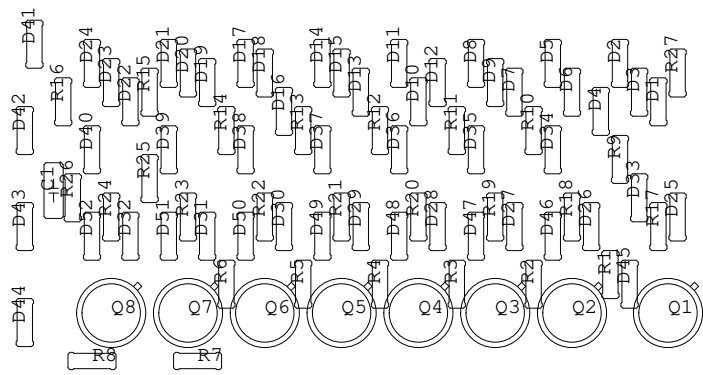 D41
D24
D23
D22
R16
D21
R15
D20
D19
D17
D18
D16
R14
R13
D14
D15
D13
R12
D11
D12
D10
R11
D8
D9
D7
R10
D5
D6
D4
D2
D3
D1
R27
D42
D40
D39
D38
D37
D36
D35
D34
R9
C1
R26
R25
D33
D43
D52
R24
D32
D51
R23
D31
D50
R22
D30
D49
R21
D29
D48
R20
D28
D47
R19
D27
D46
R18
D26
R17
D25
R6
R5
R4
R3
R2
R1
D45
D44
Q8
Q7
Q6
Q5
Q4
Q3
Q2
Q1
R8
R7